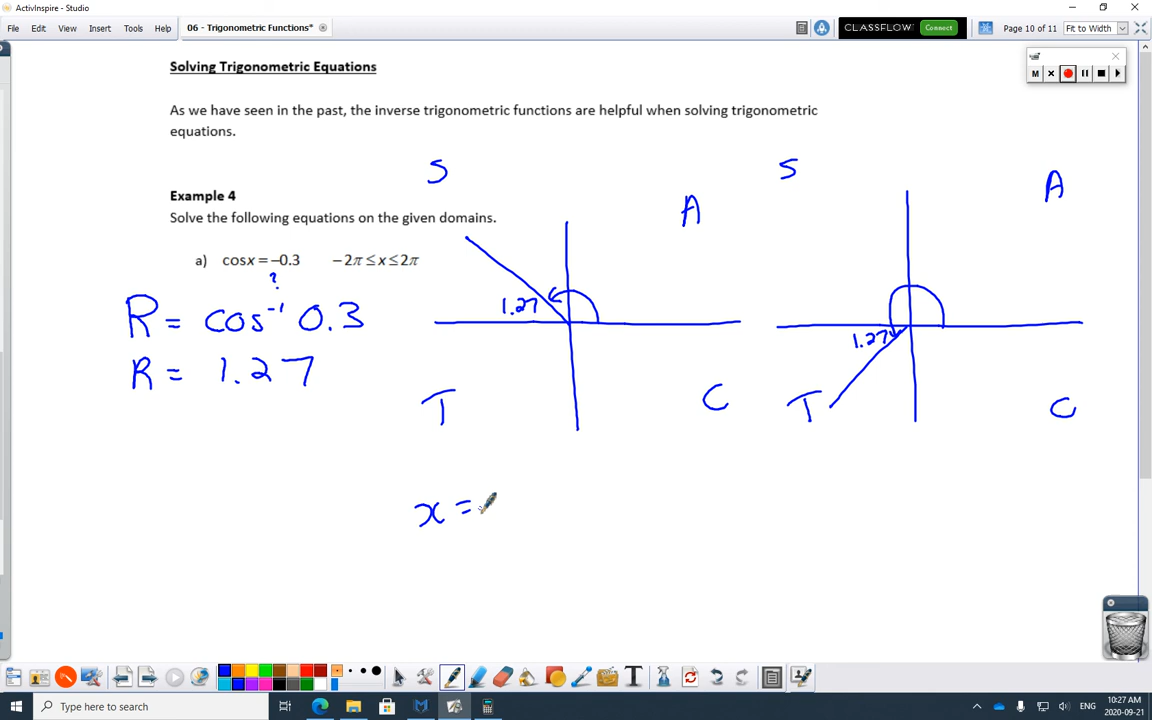 ActivInspire - Studio
File Edit View Insert Tools Help
06 - Trigonometric Functions*
CLASSFLOW Connect
Page 10 of 11 Fit to Width
M
Solving Trigonometric Equations
As we have seen in the past, the inverse trigonometric functions are helpful when solving trigonometric
equations.
Example 4
Solve the following equations on the given domains.
a) cos x = −0.3 −2π ≤ x ≤ 2π
?
R = cos⁻¹ 0.3
R = 1.27
S A
1.27
T C
S A
1.27
T C
x =
T
Type here to search
ENG
10:27 AM
2020-09-21